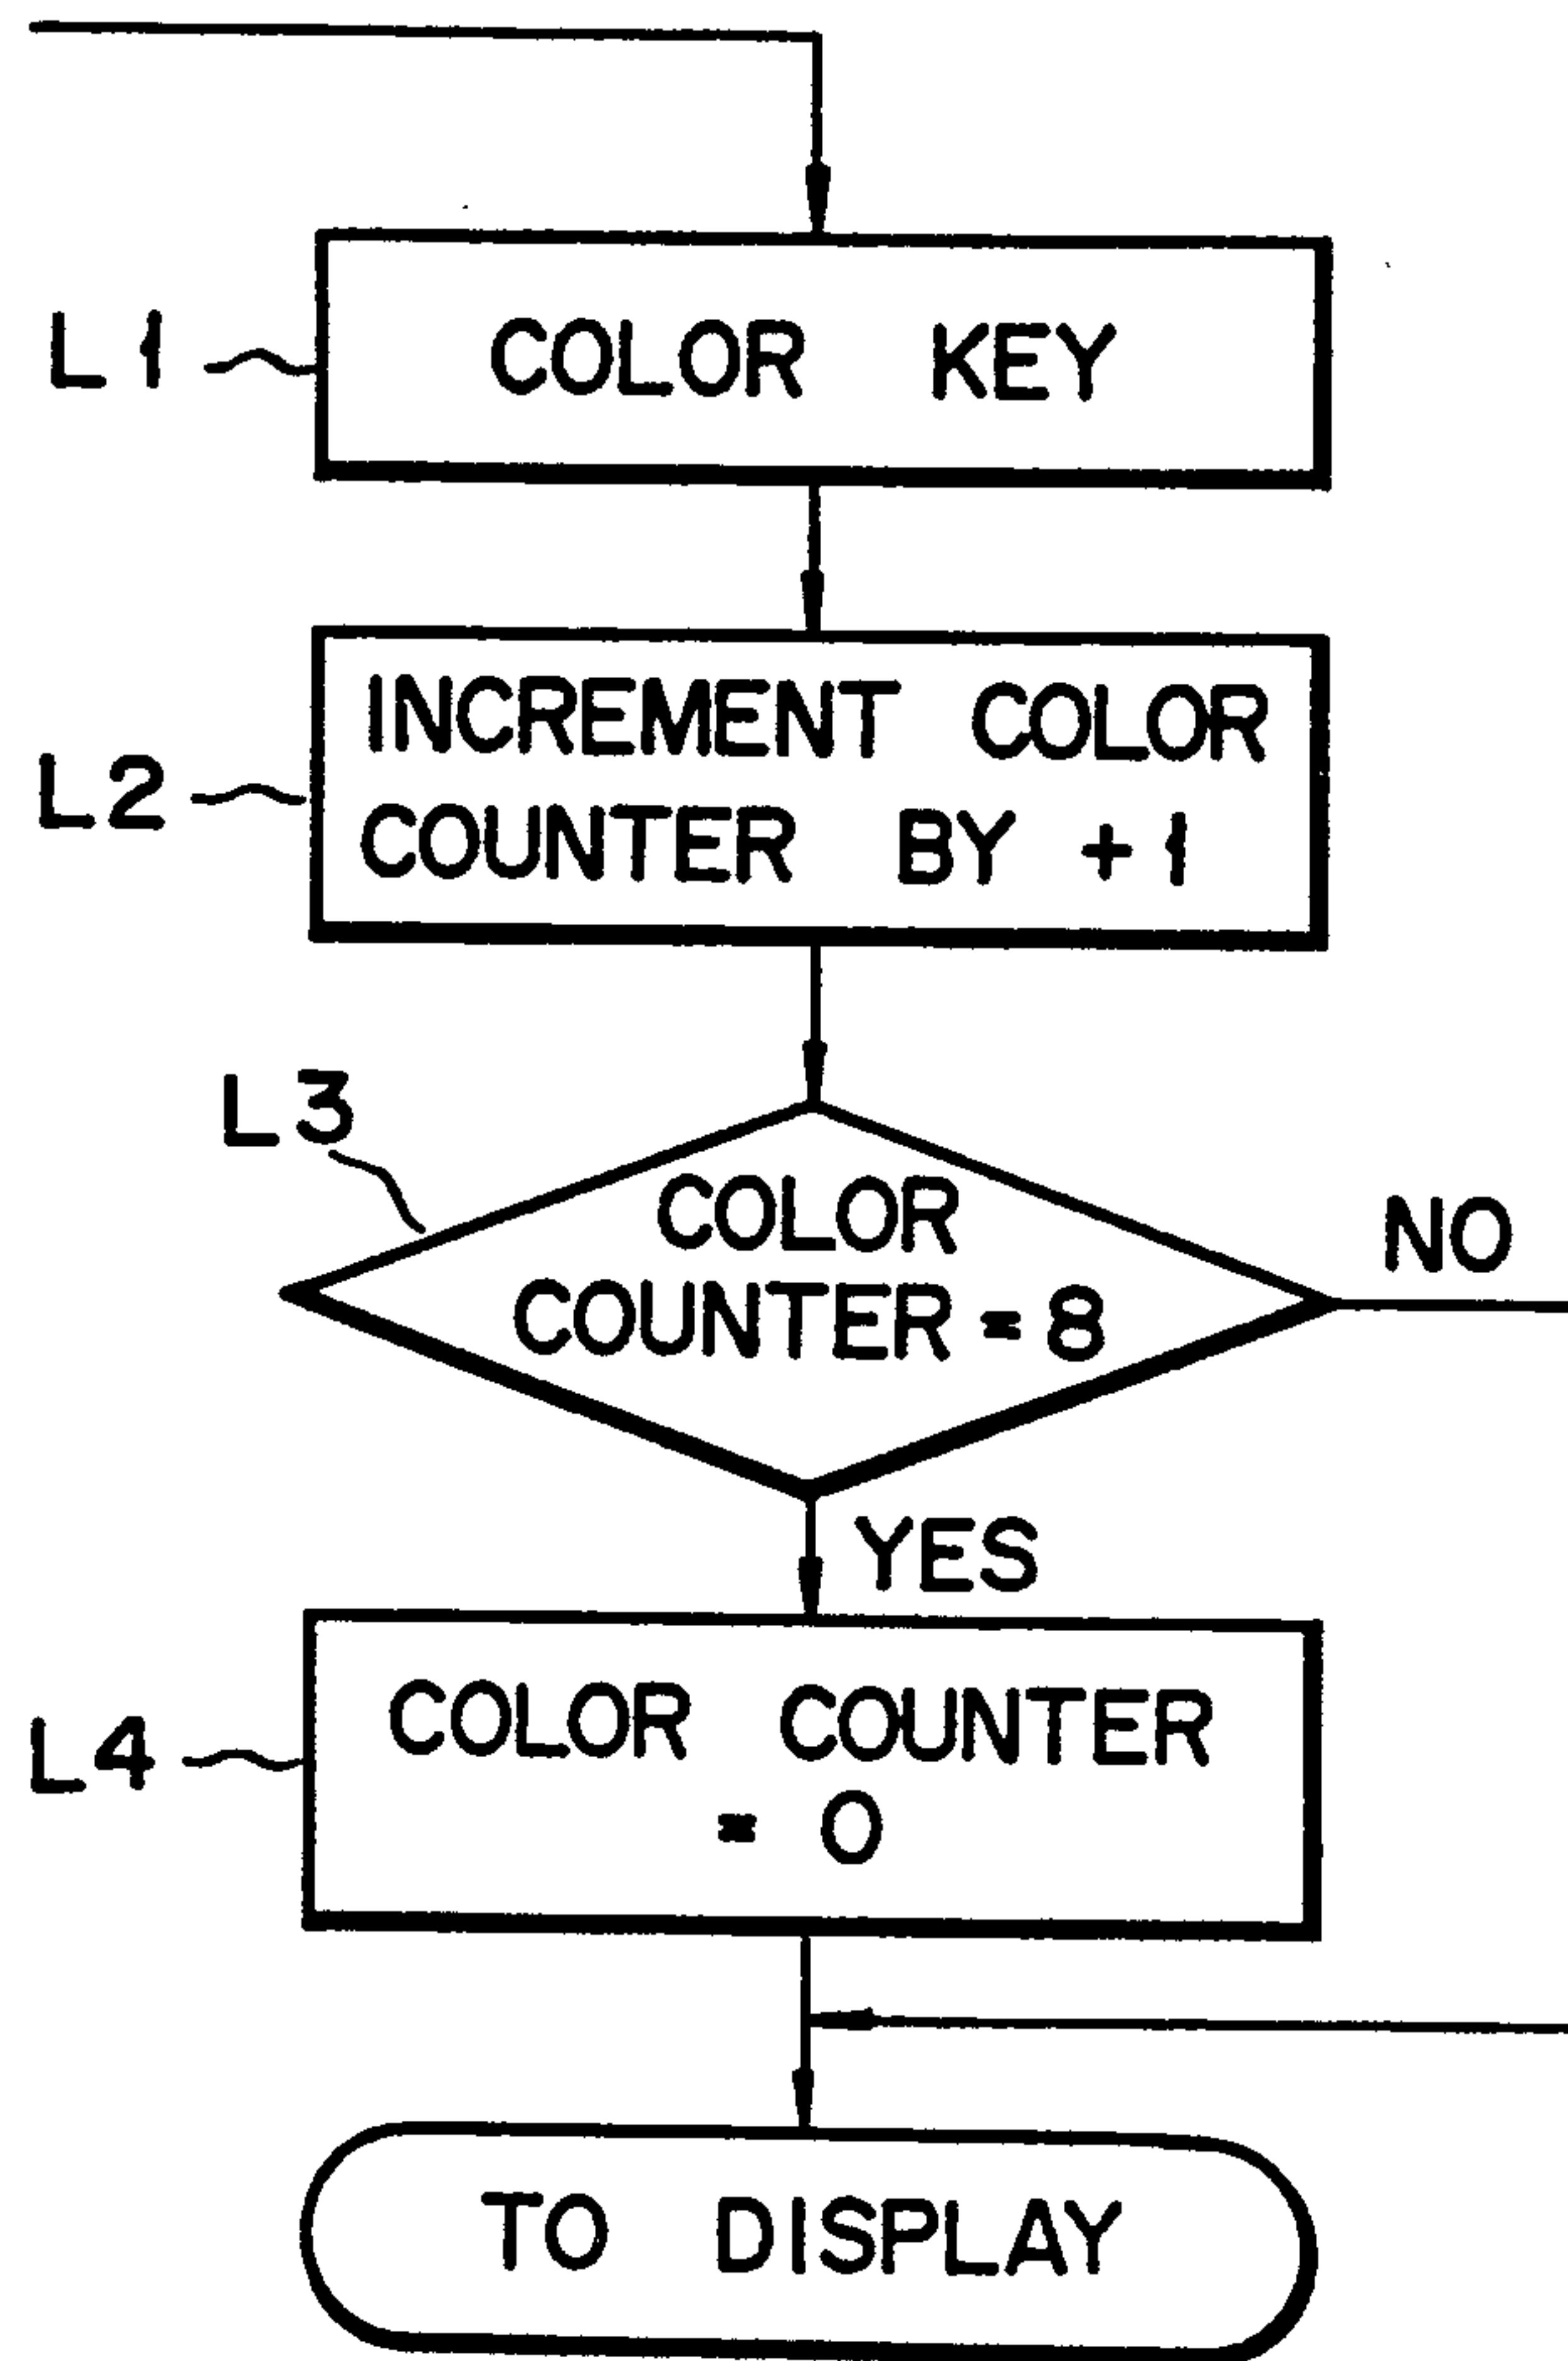 L1
COLOR KEY
INCREMENT COLOR
L2
COUNTER BY +1
L3
COLOR
NO
COUNTER = 8
YES
COLOR COUNTER
L4
= 0
TO DISPLAY